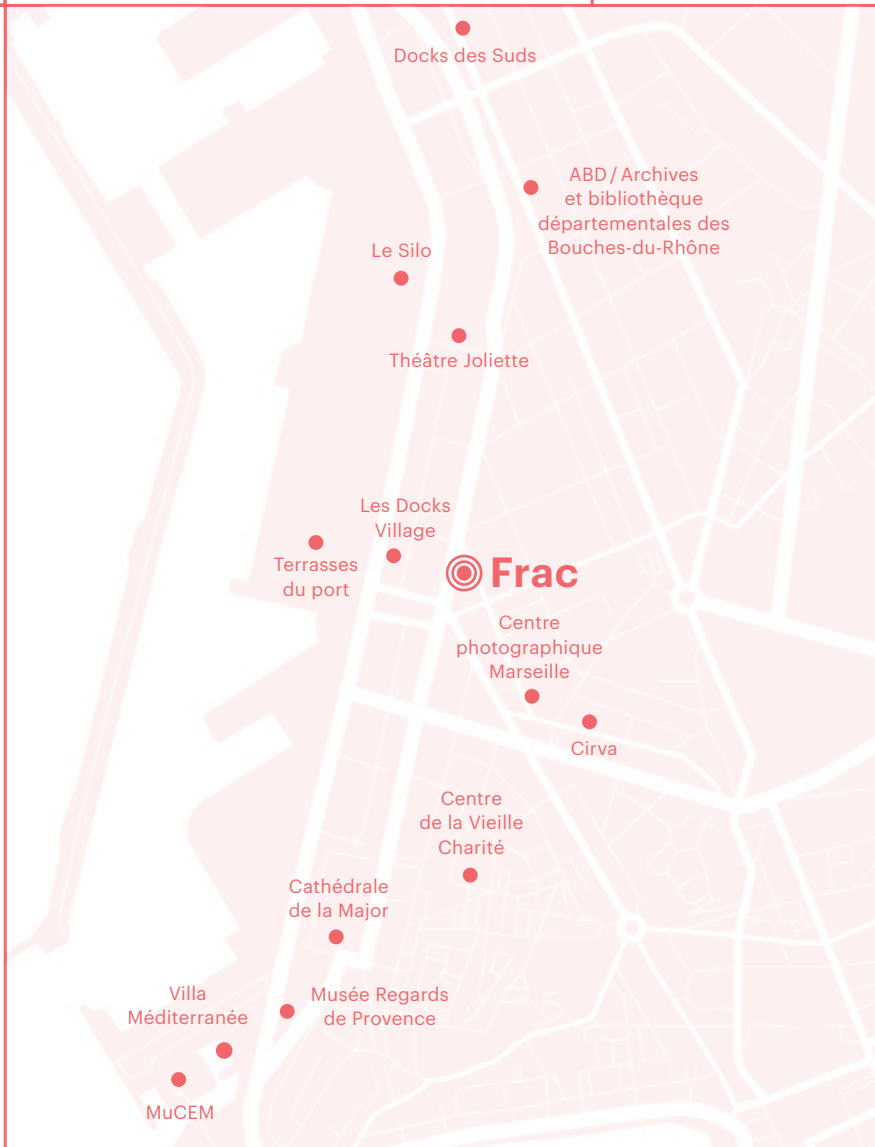 Docks des Suds
ABD / Archives
et bibliothèque
départementales des
Bouches-du-Rhône
Le Silo
Théâtre Joliette
Les Docks
Village
Terrasses
du port
Frac
Centre
photographique
Marseille
Cirva
Centre
de la Vieille
Charité
Cathédrale
de la Major
Musée Regards
de Provence
Villa
Méditerranée
MuCEM